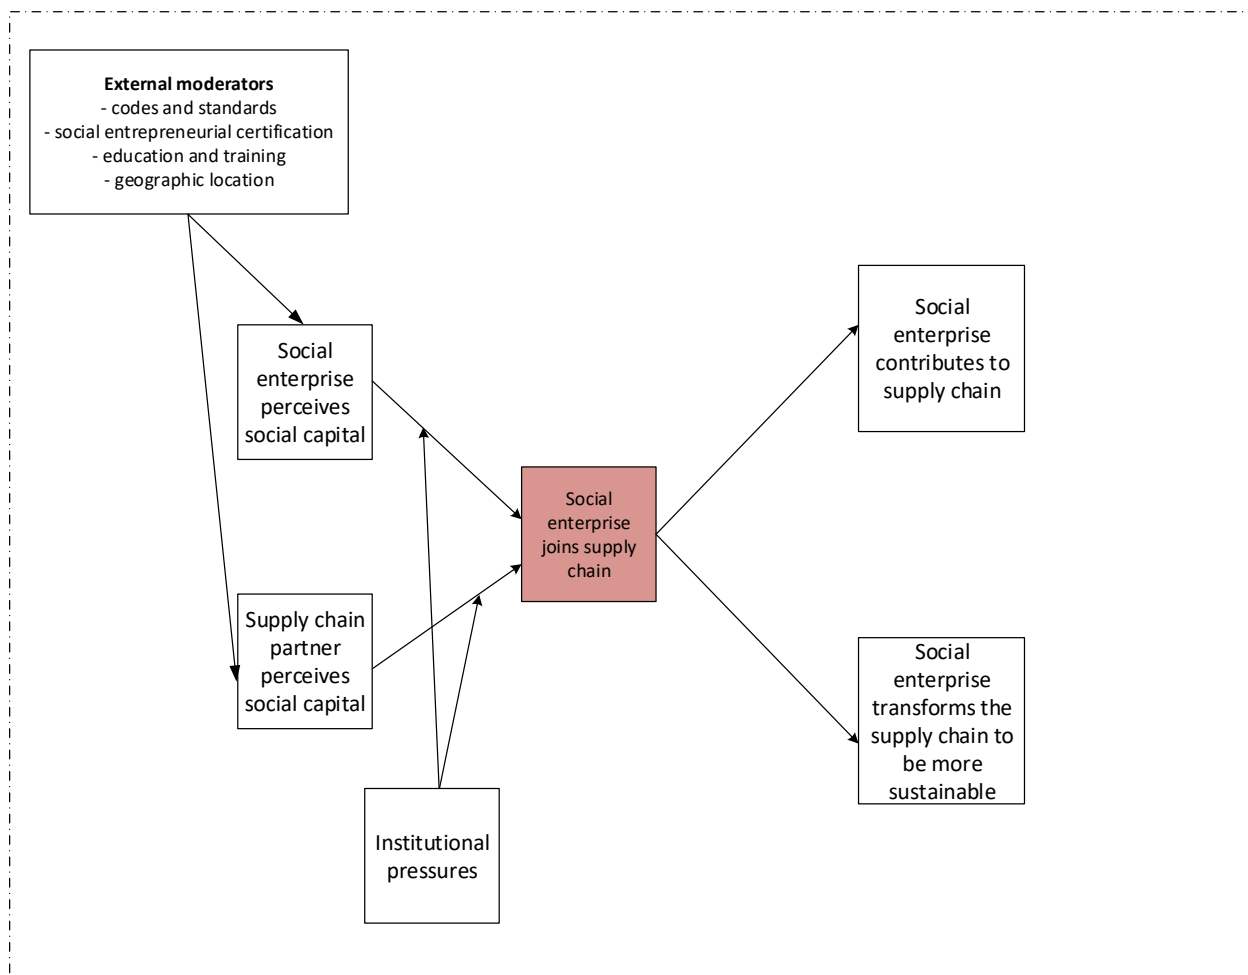 External moderators
- codes and standards
- social entrepreneurial certification
- education and training
- geographic location
Social
enterprise
perceives
social capital
Social
enterprise
contributes to
supply chain
Social
enterprise
joins supply
chain
Supply chain
partner
perceives
social capital
Social
enterprise
transforms the
supply chain to
be more
sustainable
Institutional
pressures